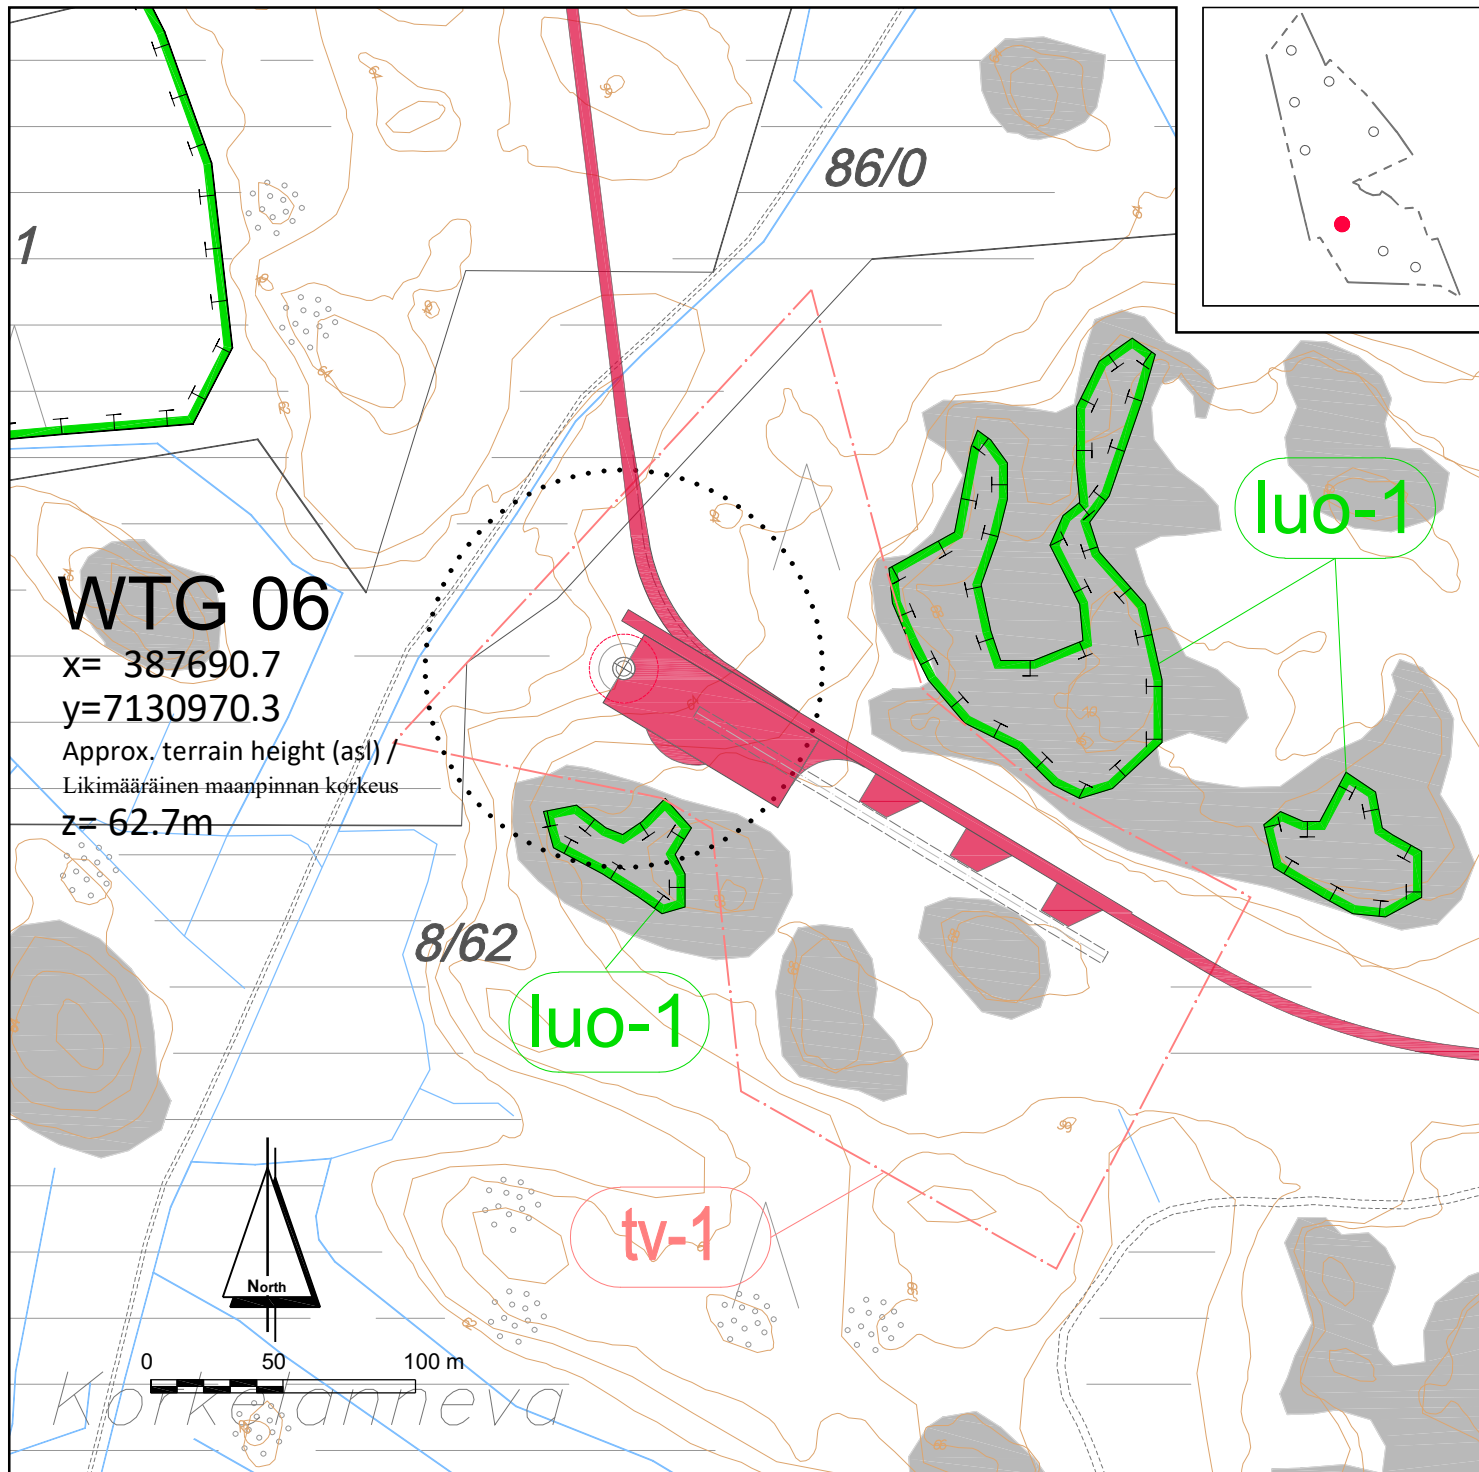 86/0
1
luo-1
WTG 06
x= 387690.7
y=7130970.3
Approx. terrain height (asl) /
Likimääräinen maanpinnan korkeus
z= 62.7m
8/62
luo-1
tv-1
North
0 50 100 m
Korkeianneva